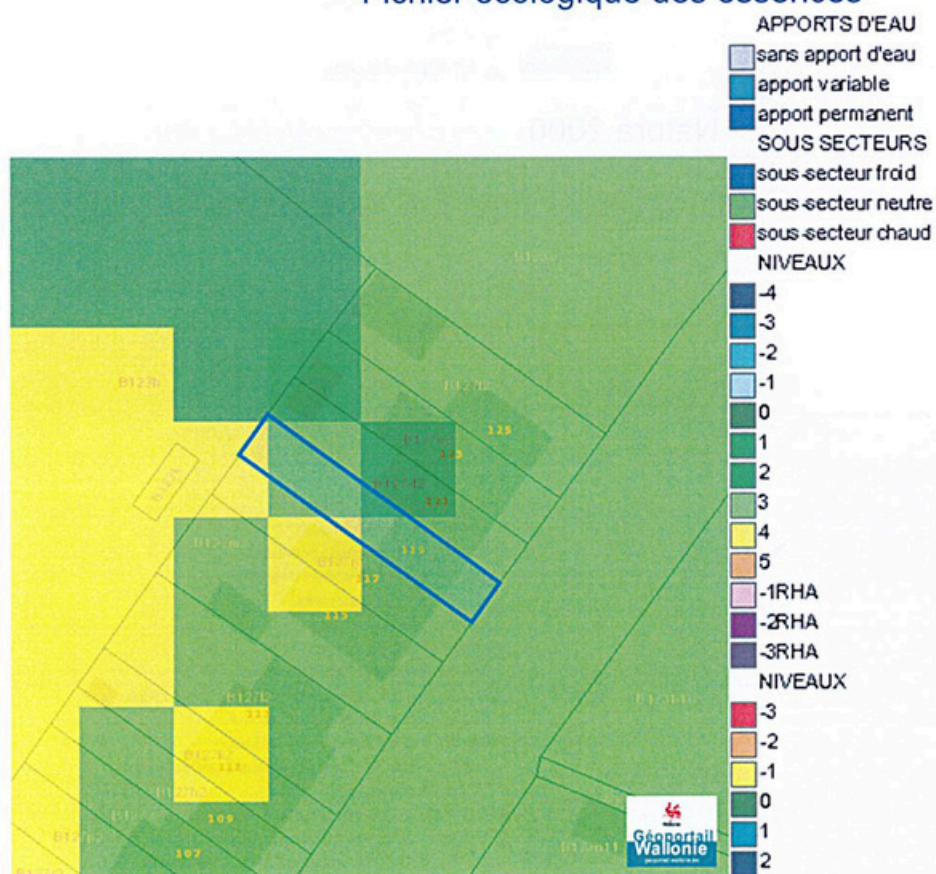 Fichier écologique des essences
APPORTS D'EAU
sans apport d'eau
apport variable
apport permanent
SOUS SECTEURS
sous-secteur froid
sous-secteur neutre
sous-secteur chaud
NIVEAUX
-4
-3
-2
-1
0
1
2
3
4
5
-1RHA
-2RHA
-3RHA
NIVEAUX
-3
-2
-1
0
1
2
B123h
125
123
121
119
117
115
111
109
107
Géoportail
Wallonie